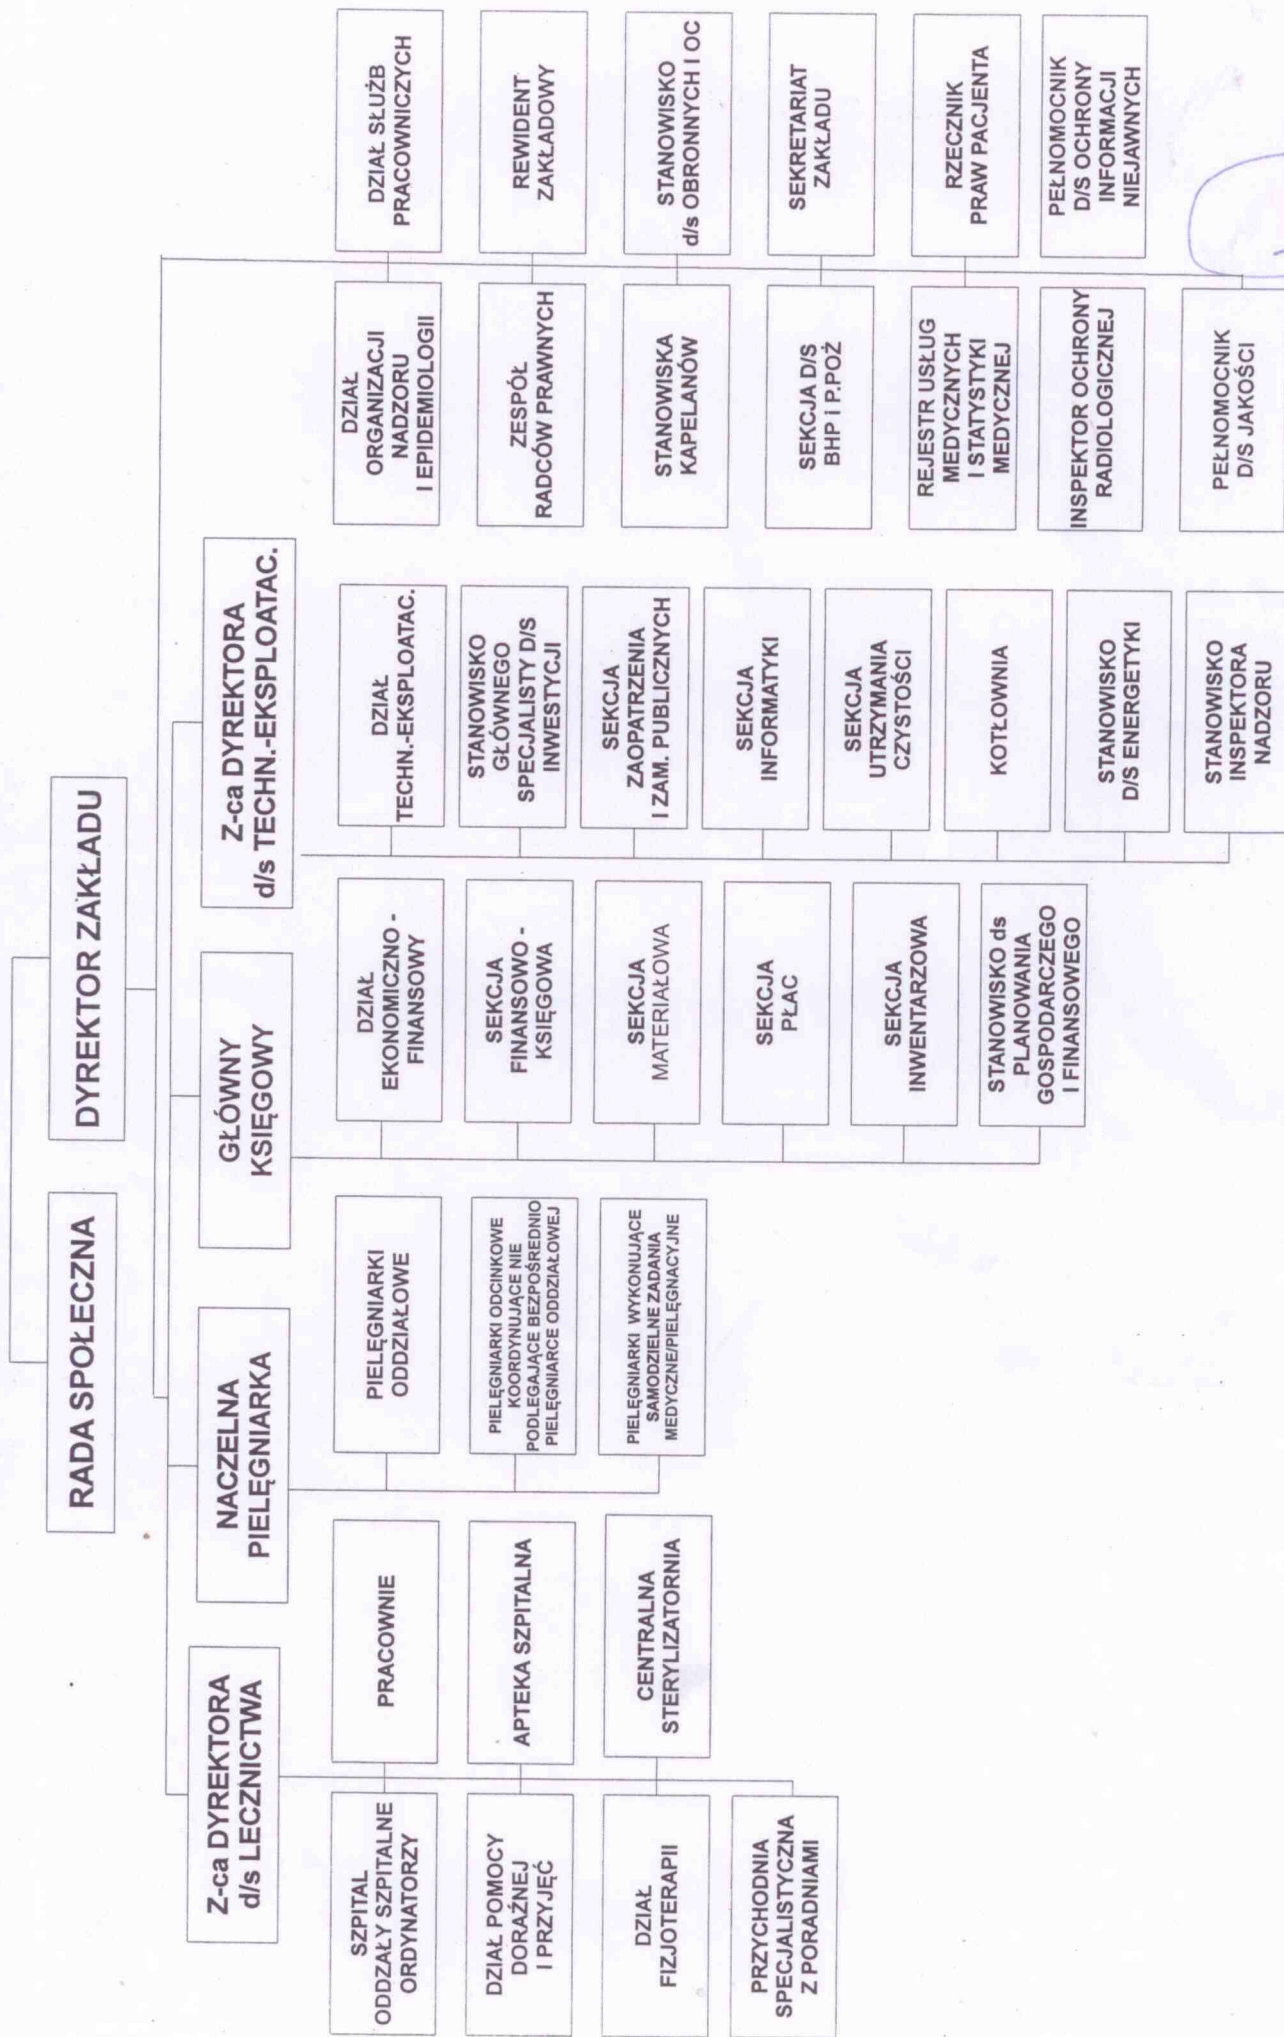 RADA SPOŁECZNA
DYREKTOR ZAKŁADU
Z-ca DYREKTORA
d/s LECZNICTWA
NACZELNA
PIELĘGNIARKA
GŁÓWNY
KSIĘGOWY
Z-ca DYREKTORA
d/s TECHN.-EKSPLOATAC.
SZPITAL
ODDZAŁY SZPITALNE
ORDYNATORZY
PRACOWNIE
DZIAŁ POMOCY
DORAŹNEJ
I PRZYJĘĆ
APTEKA SZPITALNA
DZIAŁ
FIZJOTERAPII
CENTRALNA
STERYLIZATORNIA
PRZYCHODNIA
SPECJALISTYCZNA
Z PORADNIAMI
PIELĘGNIARKI
ODDZIAŁOWE
PIELĘGNIARKI ODCINKOWE
KOORDYNUJĄCE NIE
PODLEGAJĄCE BEZPOŚREDNIO
PIELĘGNIARCE ODDZIAŁOWEJ
PIELĘGNIARKI WYKONUJĄCE
SAMODZIELNE ZADANIA
MEDYCZNE/PIELĘGNACYJNE
DZIAŁ
EKONOMICZNO -
FINANSOWY
SEKCJA
FINANSOWO -
KSIĘGOWA
SEKCJA
MATERIAŁOWA
SEKCJA
PŁAC
SEKCJA
INWENTARZOWA
STANOWISKO ds
PLANOWANIA
GOSPODARCZEGO
I FINANSOWEGO
DZIAŁ
TECHN.-EKSPLOATAC.
STANOWISKO
GŁÓWNEGO
SPECJALISTY D/S
INWESTYCJI
SEKCJA
ZAOPATRZENIA
I ZAM. PUBLICZNYCH
SEKCJA
INFORMATYKI
SEKCJA
UTRZYMANIA
CZYSTOŚCI
KOTŁOWNIA
STANOWISKO
D/S ENERGETYKI
STANOWISKO
INSPEKTORA
NADZORU
DZIAŁ
ORGANIZACJI
NADZORU
I EPIDEMIOLOGII
DZIAŁ SŁUŻB
PRACOWNICZYCH
ZESPÓŁ
RADCÓW PRAWNYCH
REWIDENT
ZAKŁADOWY
STANOWISKA
KAPELANÓW
STANOWISKO
d/s OBRONNYCH I OC
SEKCJA D/S
BHP i P.POŻ
SEKRETARIAT
ZAKŁADU
REJESTR USŁUG
MEDYCZNYCH
I STATYSTYKI
MEDYCZNEJ
RZECZNIK
PRAW PACJENTA
INSPEKTOR OCHRONY
RADIOLOGICZNEJ
PEŁNOMOCNIK
D/S OCHRONY
INFORMACJI
NIEJAWNYCH
PEŁNOMOCNIK
D/S JAKOŚCI